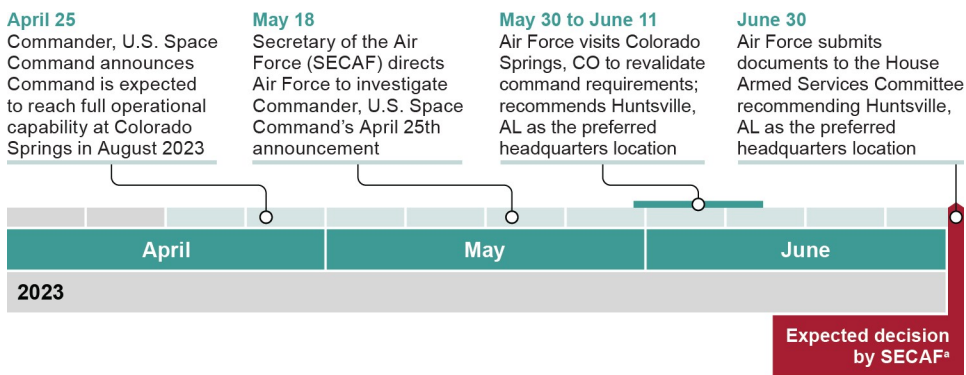 April 25
Commander, U.S. Space
Command announces
Command is expected
to reach full operational
capability at Colorado
Springs in August 2023
May 18
Secretary of the Air
Force (SECAF) directs
Air Force to investigate
Commander, U.S. Space
Command's April 25th
announcement
May 30 to June 11
Air Force visits Colorado
Springs, CO to revalidate
command requirements;
recommends Huntsville,
AL as the preferred
headquarters location
June 30
Air Force submits
documents to the House
Armed Services Committee
recommending Huntsville,
AL as the preferred
headquarters location
April
May
June
2023
Expected decision
by SECAFᵃ